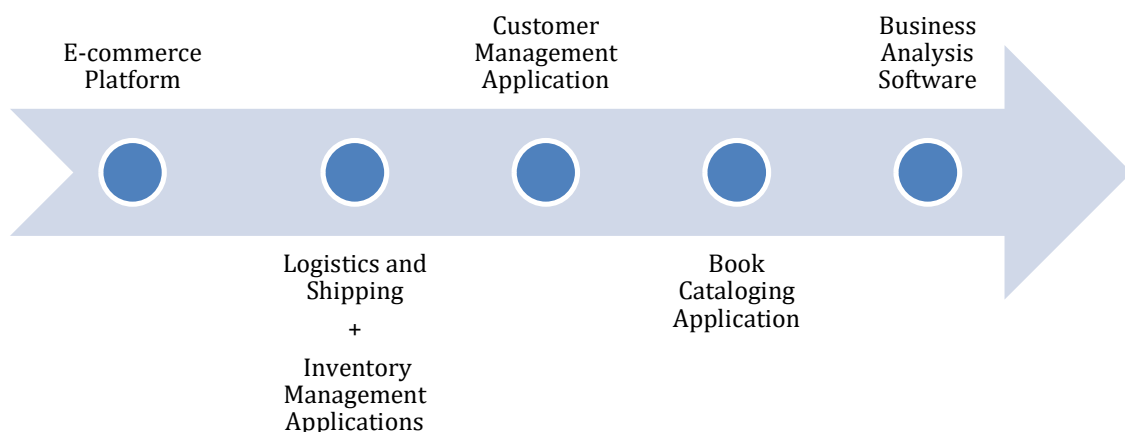 E-commerce
Platform
Logistics and
Shipping
+
Inventory
Management
Applications
Customer
Management
Application
Book
Cataloging
Application
Business
Analysis
Software